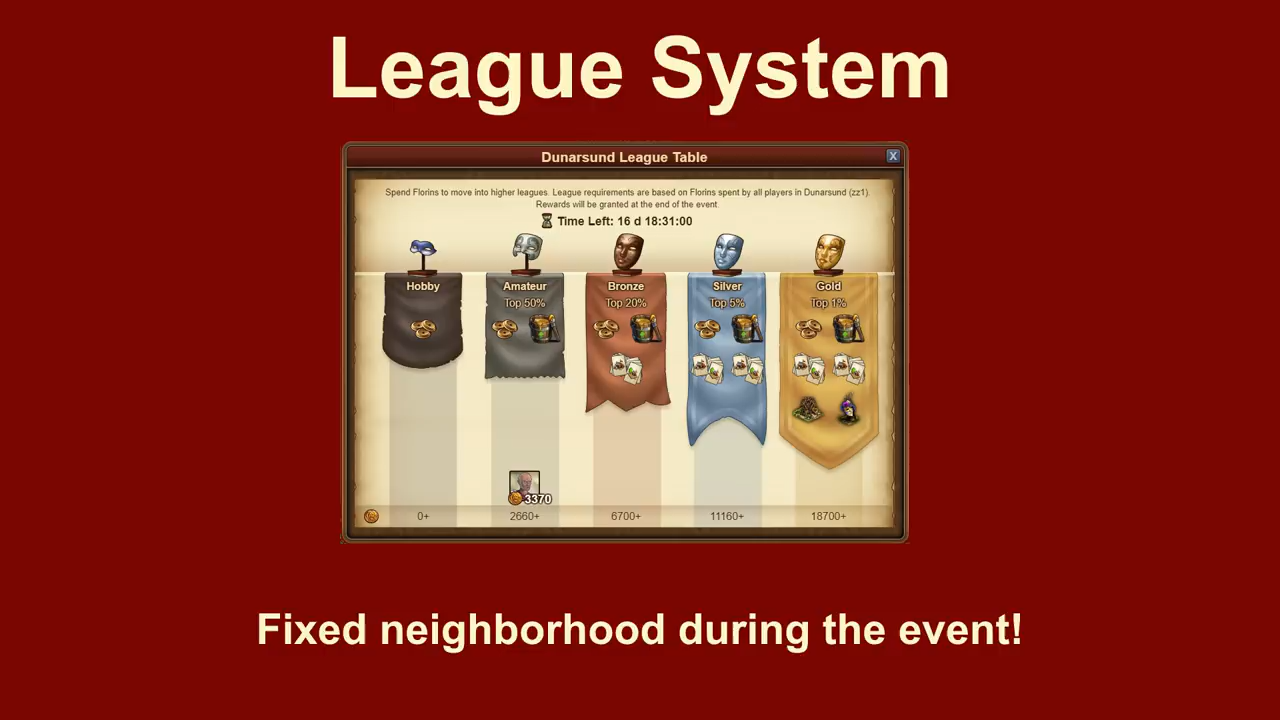 League System
Dunarsund League Table
X
Spend Florins to move into higher leagues. League requirements are based on Florins spent by all players in Dunarsund (zz1).
Rewards will be granted at the end of the event.
Time Left: 16 d 18:31:00
Hobby
Amateur
Bronze
Silver
Gold
Top 50%
Top 20%
Top 5%
Top 1%
3370
0+
2660+
6700+
11160+
18700+
Fixed neighborhood during the event!